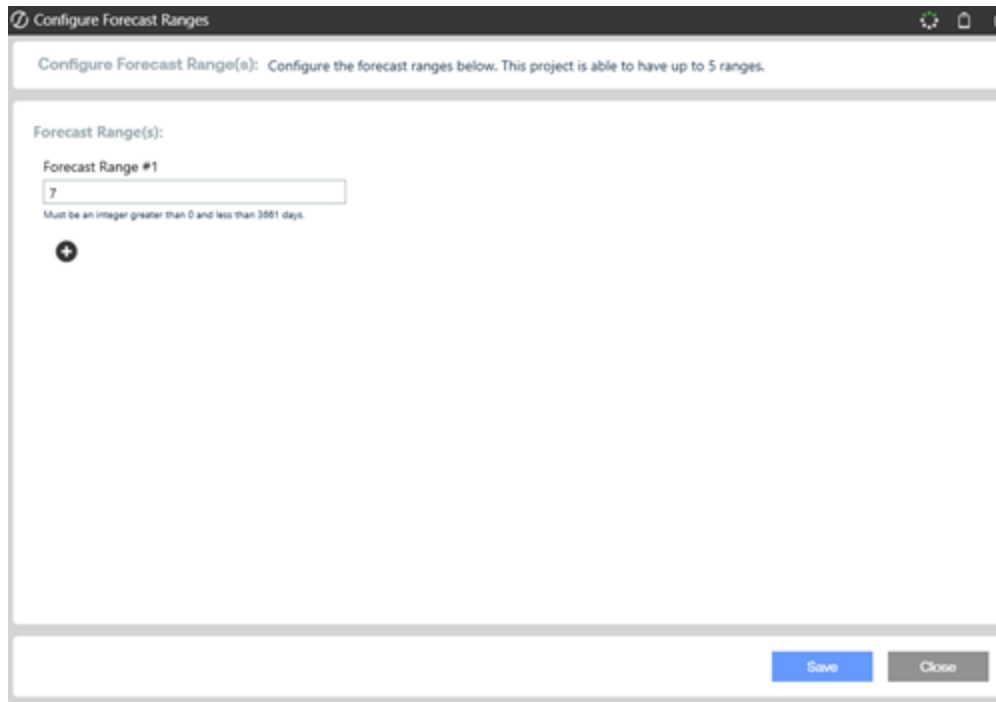 Configure Forecast Ranges
Configure Forecast Range(s): Configure the forecast ranges below. This project is able to have up to 5 ranges.
Forecast Range(s):
Forecast Range #1
7
Must be an integer greater than 0 and less than 3661 days.
Save
Close